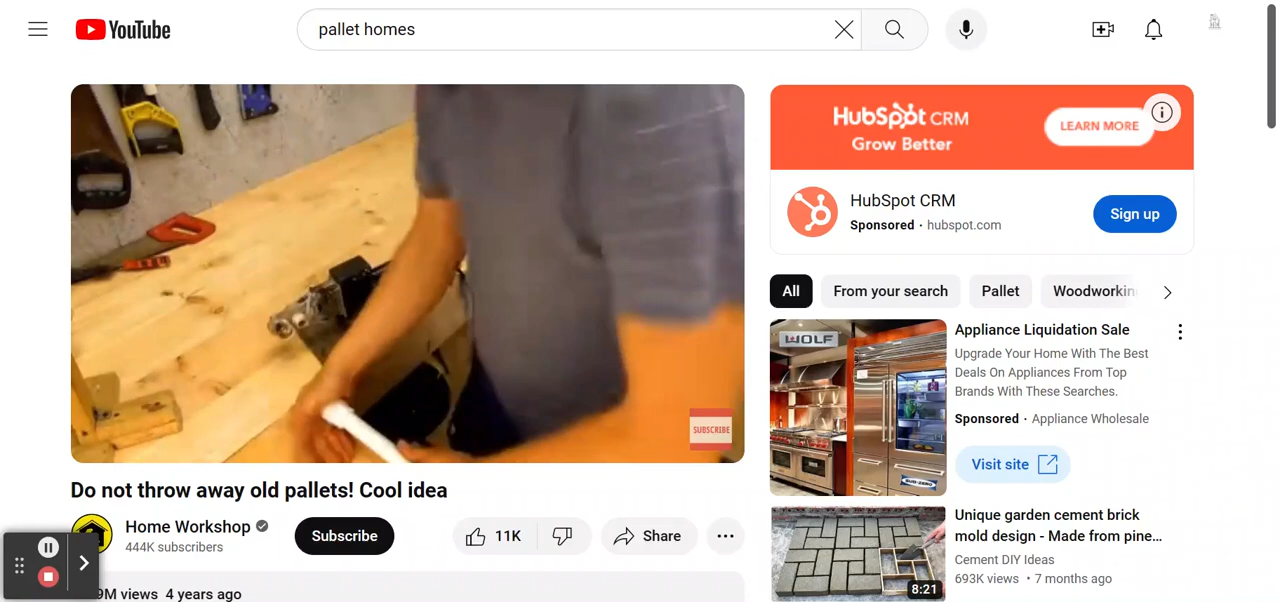 YouTube
pallet homes
SUBSCRIBE
Do not throw away old pallets! Cool idea
Home Workshop
444K subscribers
Subscribe
11K
Share
9M views 4 years ago
HubSpot CRM
Grow Better
LEARN MORE
HubSpot CRM
Sponsored · hubspot.com
Sign up
All
From your search
Pallet
Woodworkin
WOLF
SUB-ZERO
Appliance Liquidation Sale
Upgrade Your Home With The Best
Deals On Appliances From Top
Brands With These Searches.
Sponsored · Appliance Wholesale
Visit site
8:21
Unique garden cement brick
mold design - Made from pine…
Cement DIY Ideas
693K views • 7 months ago